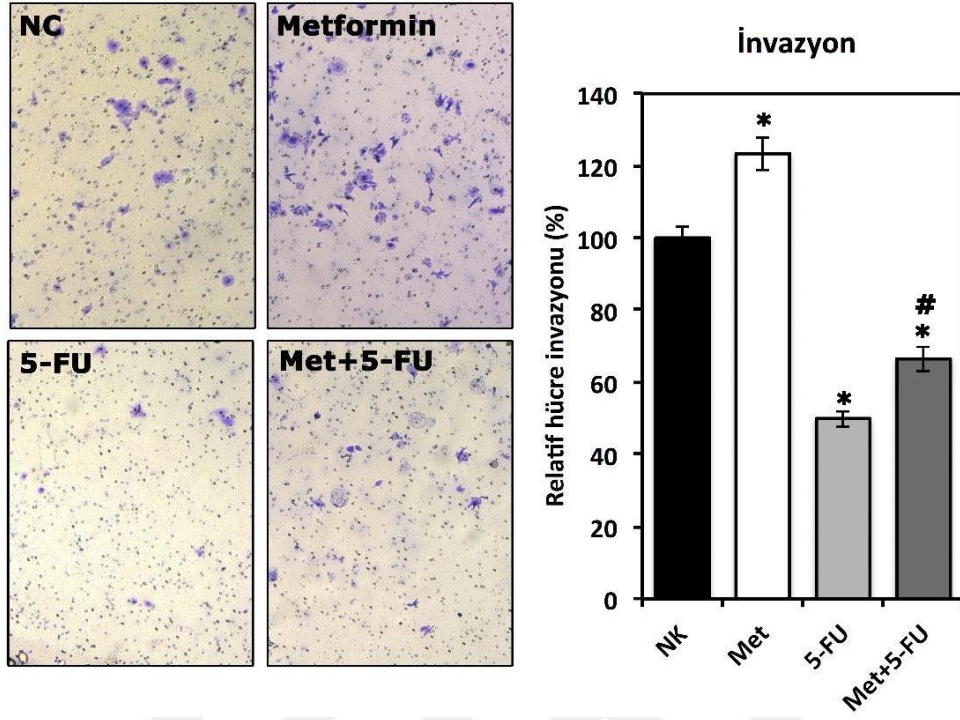 NC
Metformin
5-FU
Met+5-FU
İnvazyon
Relatif hücre invazyonu (%)
140
120
100
80
60
40
20
0
*
*
#
*
NK
Met
5-FU
Met+5-FU